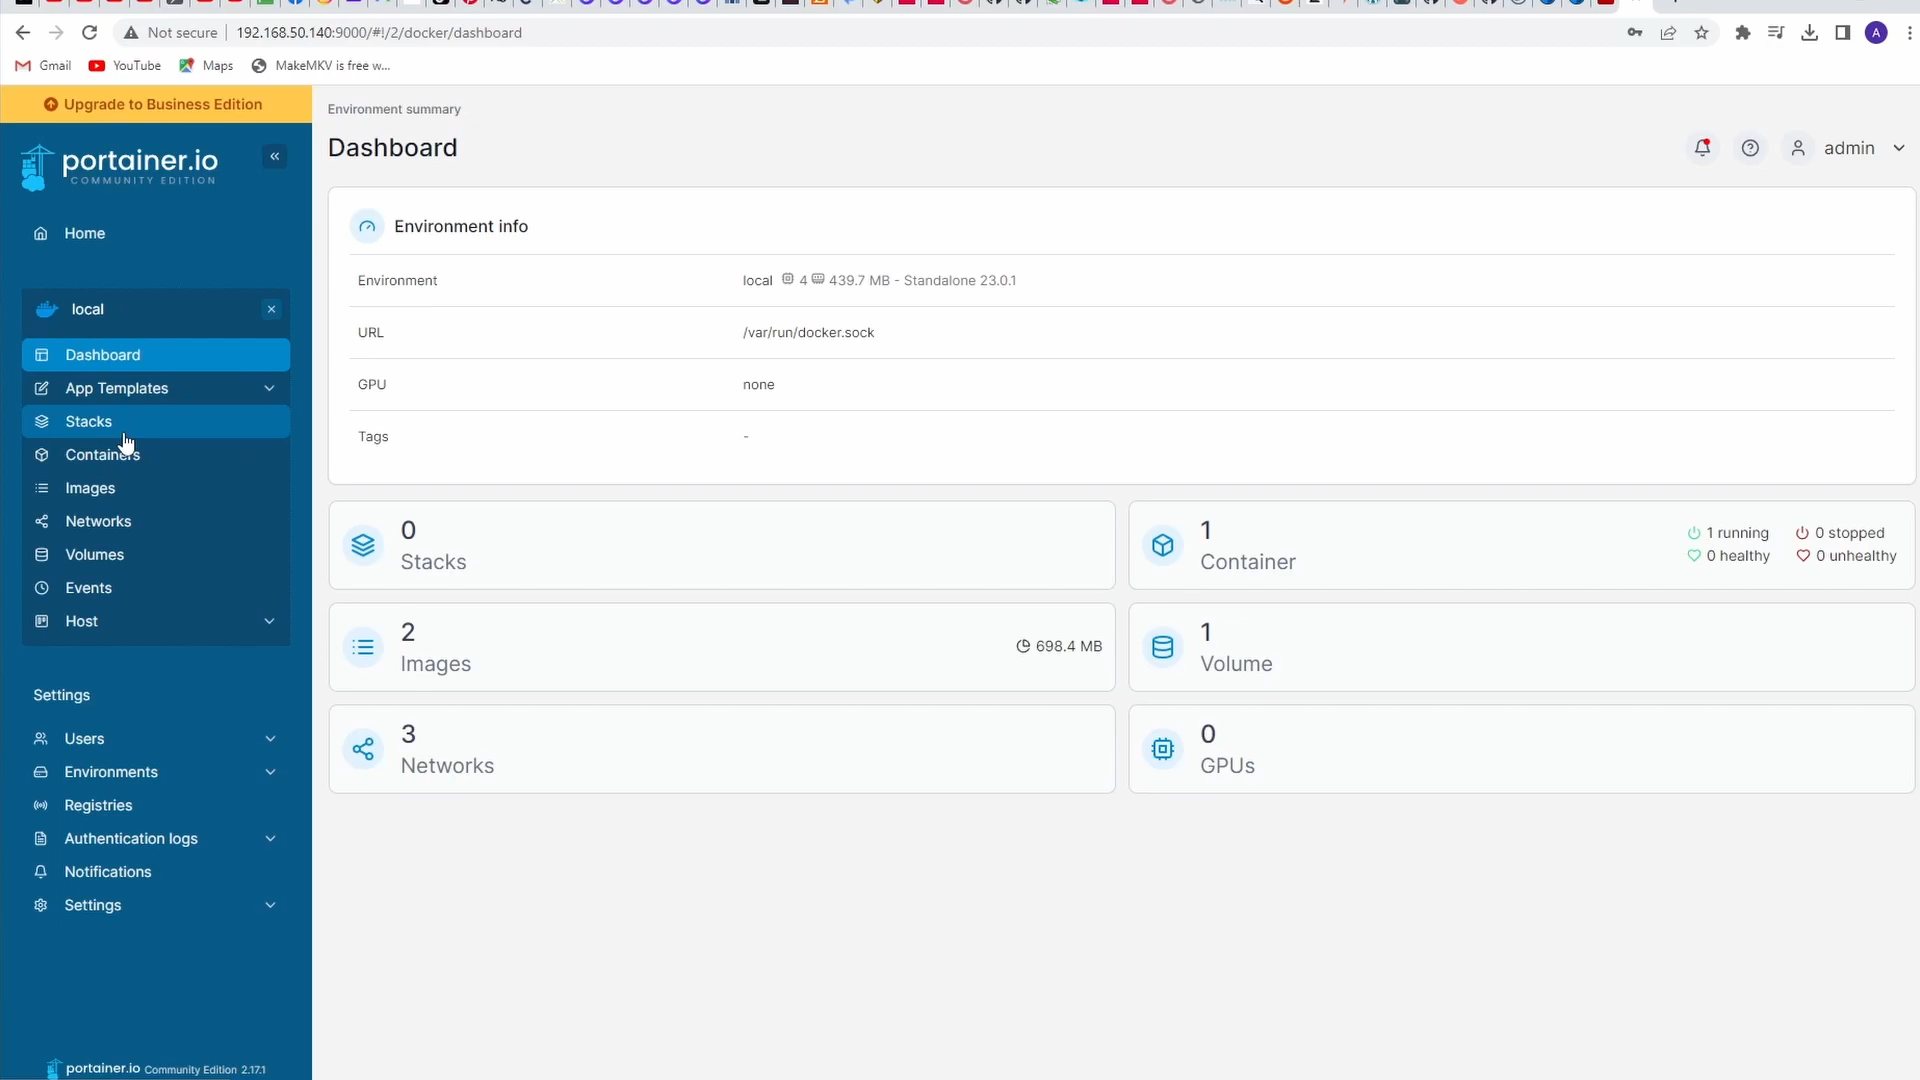 Not secure 192.168.50.140:9000/#!/2/docker/dashboard
A
Gmail YouTube Maps MakeMKV is free w...
Upgrade to Business Edition
portainer.io
COMMUNITY EDITION
Home
local
Dashboard
App Templates
Stacks
Containers
Images
Networks
Volumes
Events
Host
Settings
Users
Environments
Registries
Authentication logs
Notifications
Settings
portainer.io Community Edition 2.17.1
Environment summary
Dashboard
admin
Environment info
Environment local 4 439.7 MB - Standalone 23.0.1
URL /var/run/docker.sock
GPU none
Tags -
0
Stacks
1
Container
1 running 0 stopped
0 healthy 0 unhealthy
2
Images
698.4 MB
1
Volume
3
Networks
0
GPUs